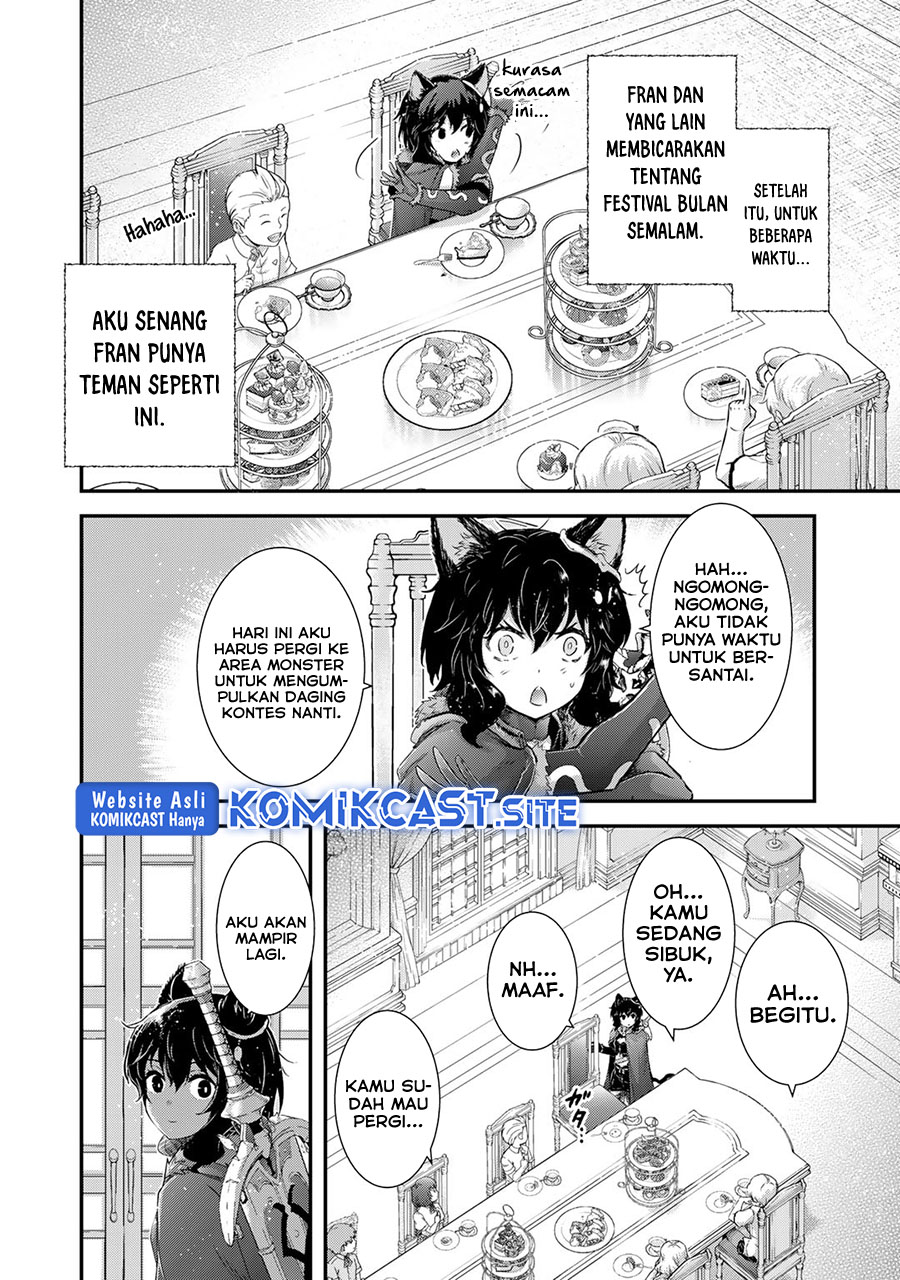 SETELAH
ITU, UNTUK
BEBERAPA
WAKTU...
FRAN DAN
YANG LAIN
MEMBICARAKAN
TENTANG
FESTIVAL BULAN
SEMALAM.
kurasa
semacam
ini...
Hahaha...
AKU SENANG
FRAN PUNYA
TEMAN SEPERTI
INI.
HAH...
NGOMONG-
NGOMONG,
AKU TIDAK
PUNYA WAKTU
UNTUK BER-
SANTAI.
HARI INI AKU
HARUS PERGI KE
AREA MONSTER
UNTUK MENGUM-
PULKAN DAGING
KONTES NANTI.
Website Asli
KOMIKCAST Hanya
KOMIKCAST.SITE
AH...
BEGITU.
OH...
KAMU
SEDANG
SIBUK,
YA.
NH...
MAAF.
ガタ…
KAMU SU-
DAH MAU
PERGI...
AKU AKAN
MAMPIR
LAGI.